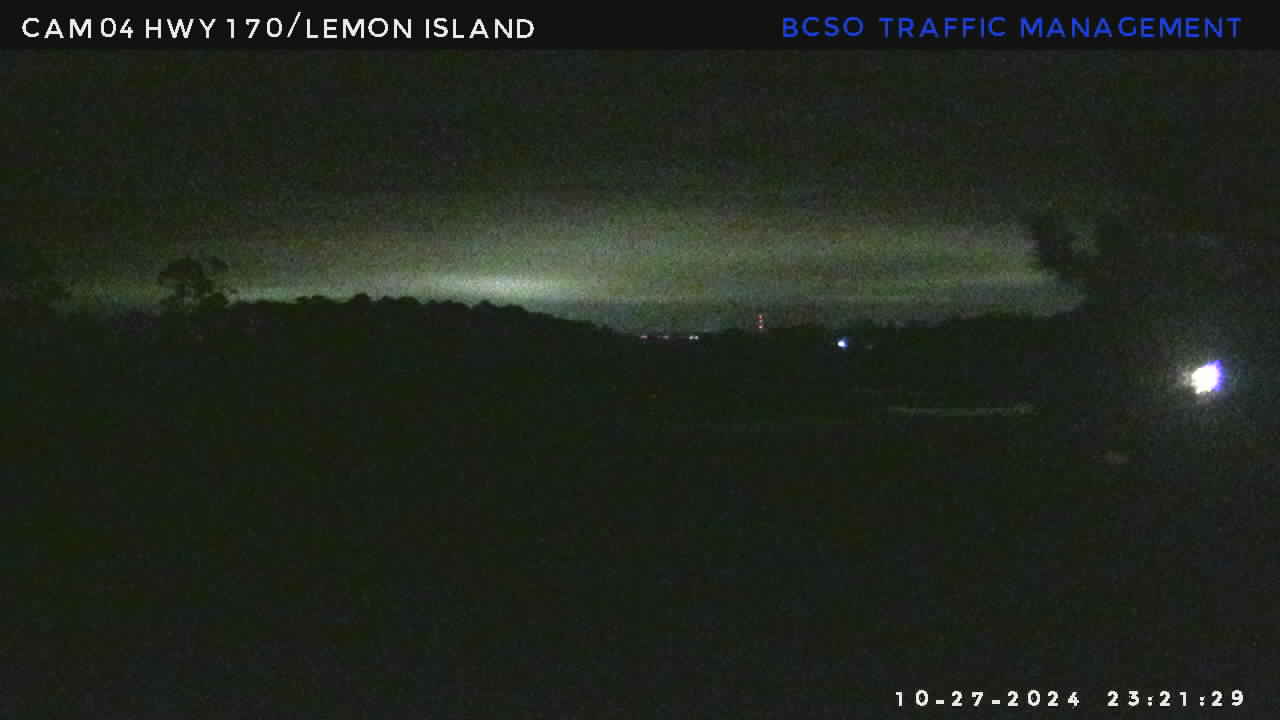 CAM 04 HWY 170/LEMON ISLAND
BCSO TRAFFIC MANAGEMENT
10-27-2024 23:21:29